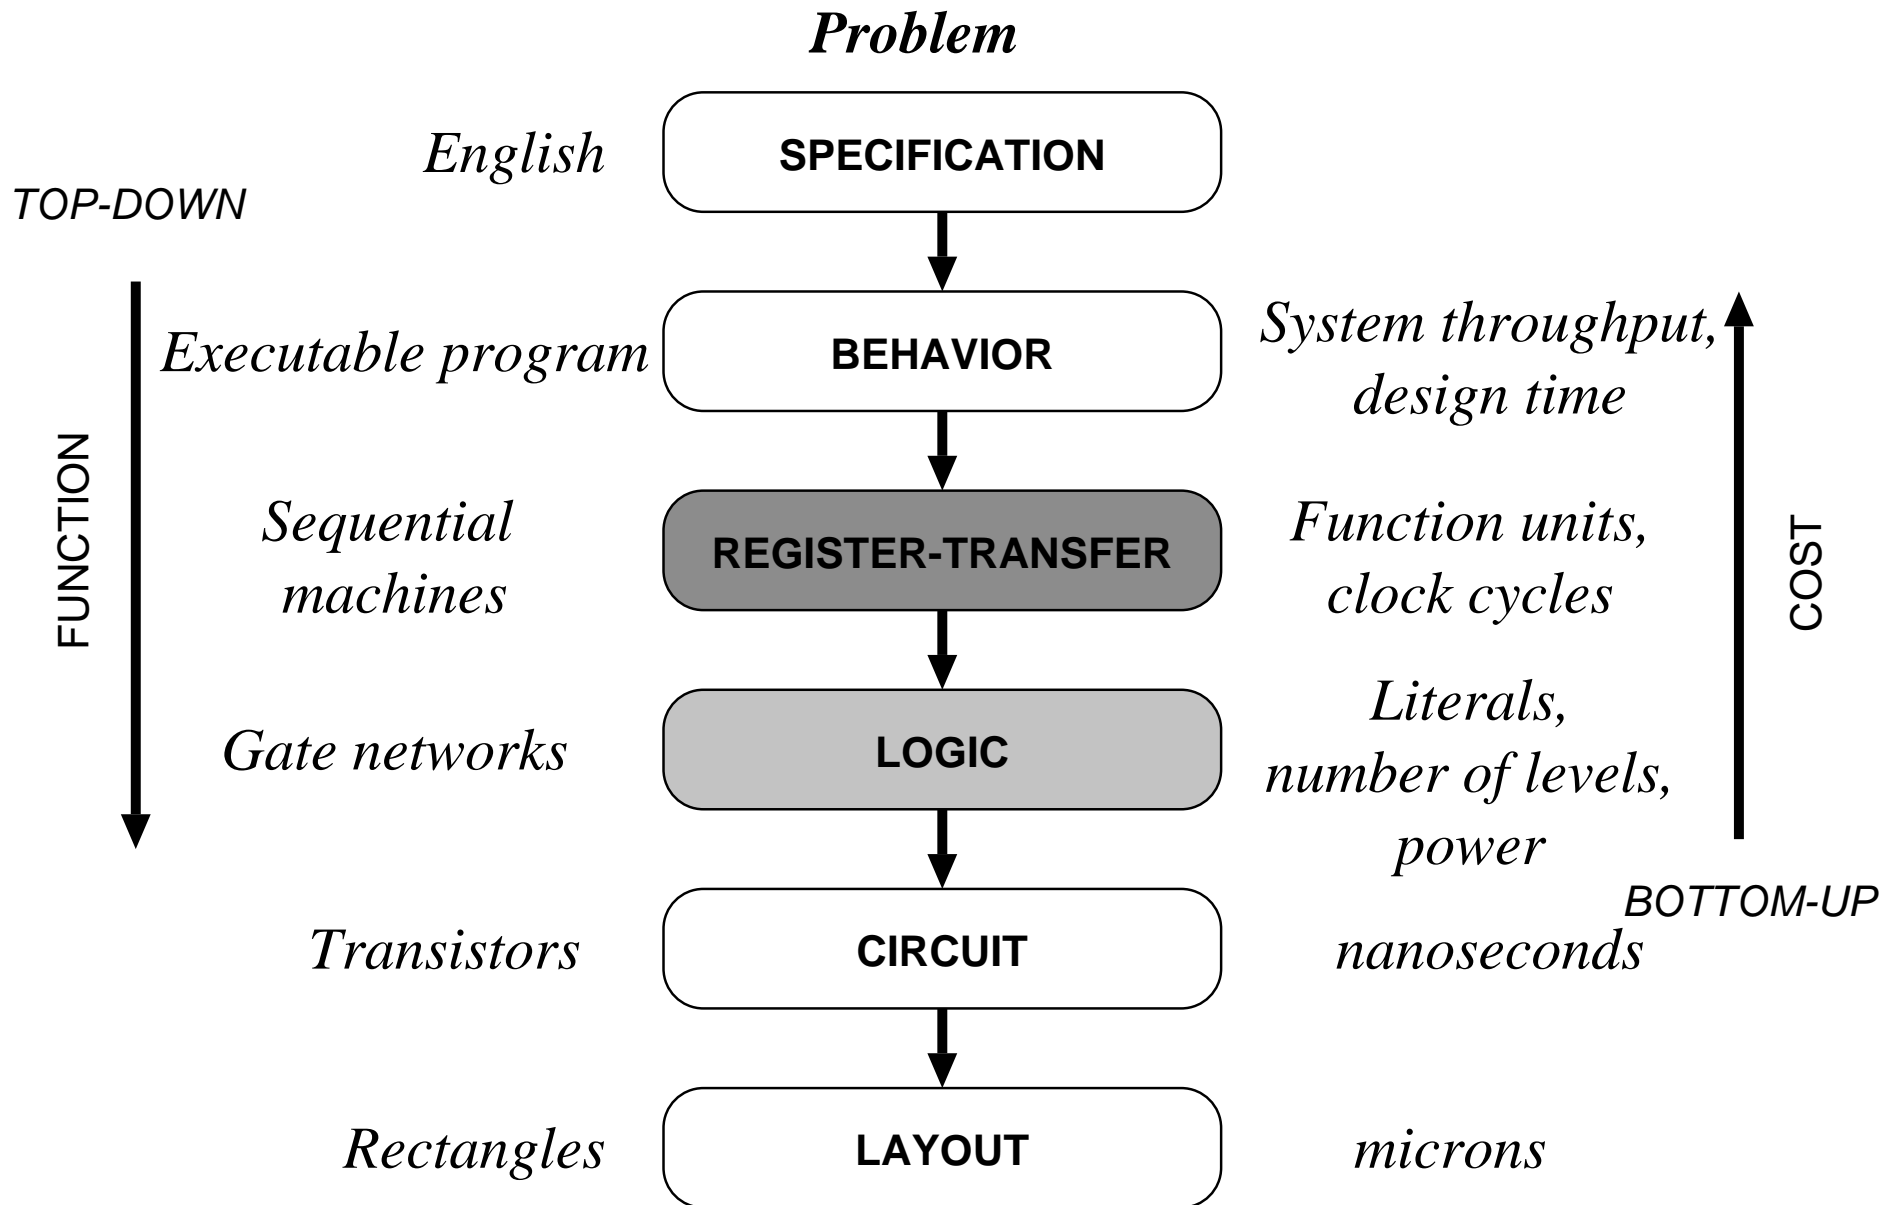 Problem
English
SPECIFICATION
TOP-DOWN
Executable program
BEHAVIOR
System throughput,
design time
FUNCTION
Sequential
machines
REGISTER-TRANSFER
Function units,
clock cycles
COST
Gate networks
LOGIC
Literals,
number of levels,
power
BOTTOM-UP
Transistors
CIRCUIT
nanoseconds
Rectangles
LAYOUT
microns